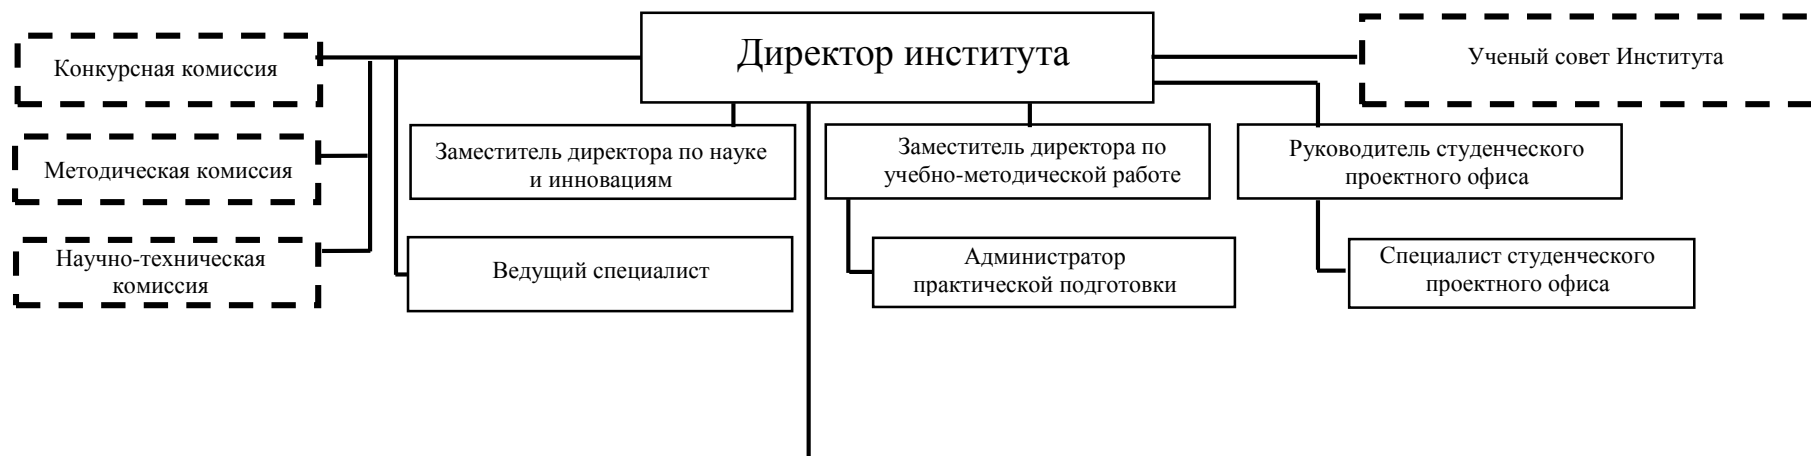 Директор института
Конкурсная комиссия
Ученый совет Института
Методическая комиссия
Заместитель директора по науке
и инновациям
Заместитель директора по
учебно-методической работе
Руководитель студенческого
проектного офиса
Научно-техническая
комиссия
Ведущий специалист
Администратор
практической подготовки
Специалист студенческого
проектного офиса